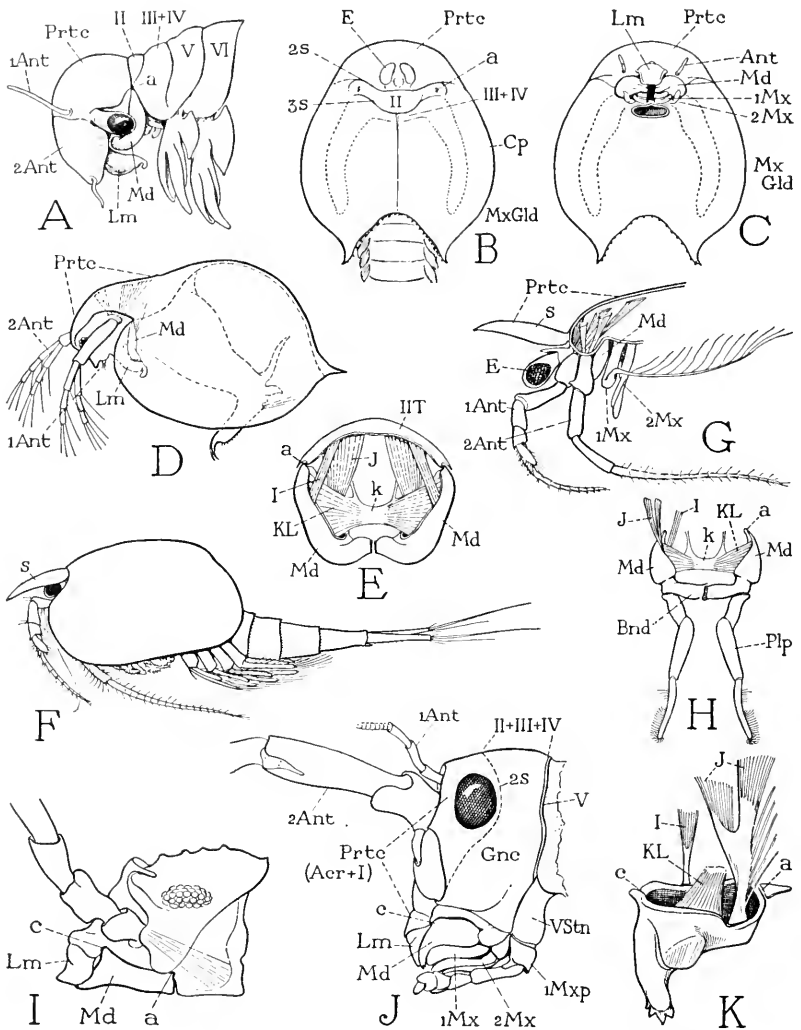 II III+IV
Prtc V VI
1Ant a
2Ant
Md
Lm
A
E Prtc
2S a
3S II
III+IV
Cp
MxGld
B
Lm Prtc
Ant
Md
1Mx
2Mx
Mx
Gld
C
Prtc
2Ant
Md
Lm
1Ant
D
IIT
a J
I k
KL
Md Md
E
Prtc
s
Md
E
1Ant
2Ant
1Mx
2Mx
G
s
F
J I KL
k a
Md Md
Bnd Plp
H
c
Lm
Md a
I
1Ant II+III+IV
2S
V
2Ant
Prtc
(Acr+I)
Gnc
c
VStn
Lm
Md
1Mx 2Mx
1Mxp
J
J
I
KL
c a
K